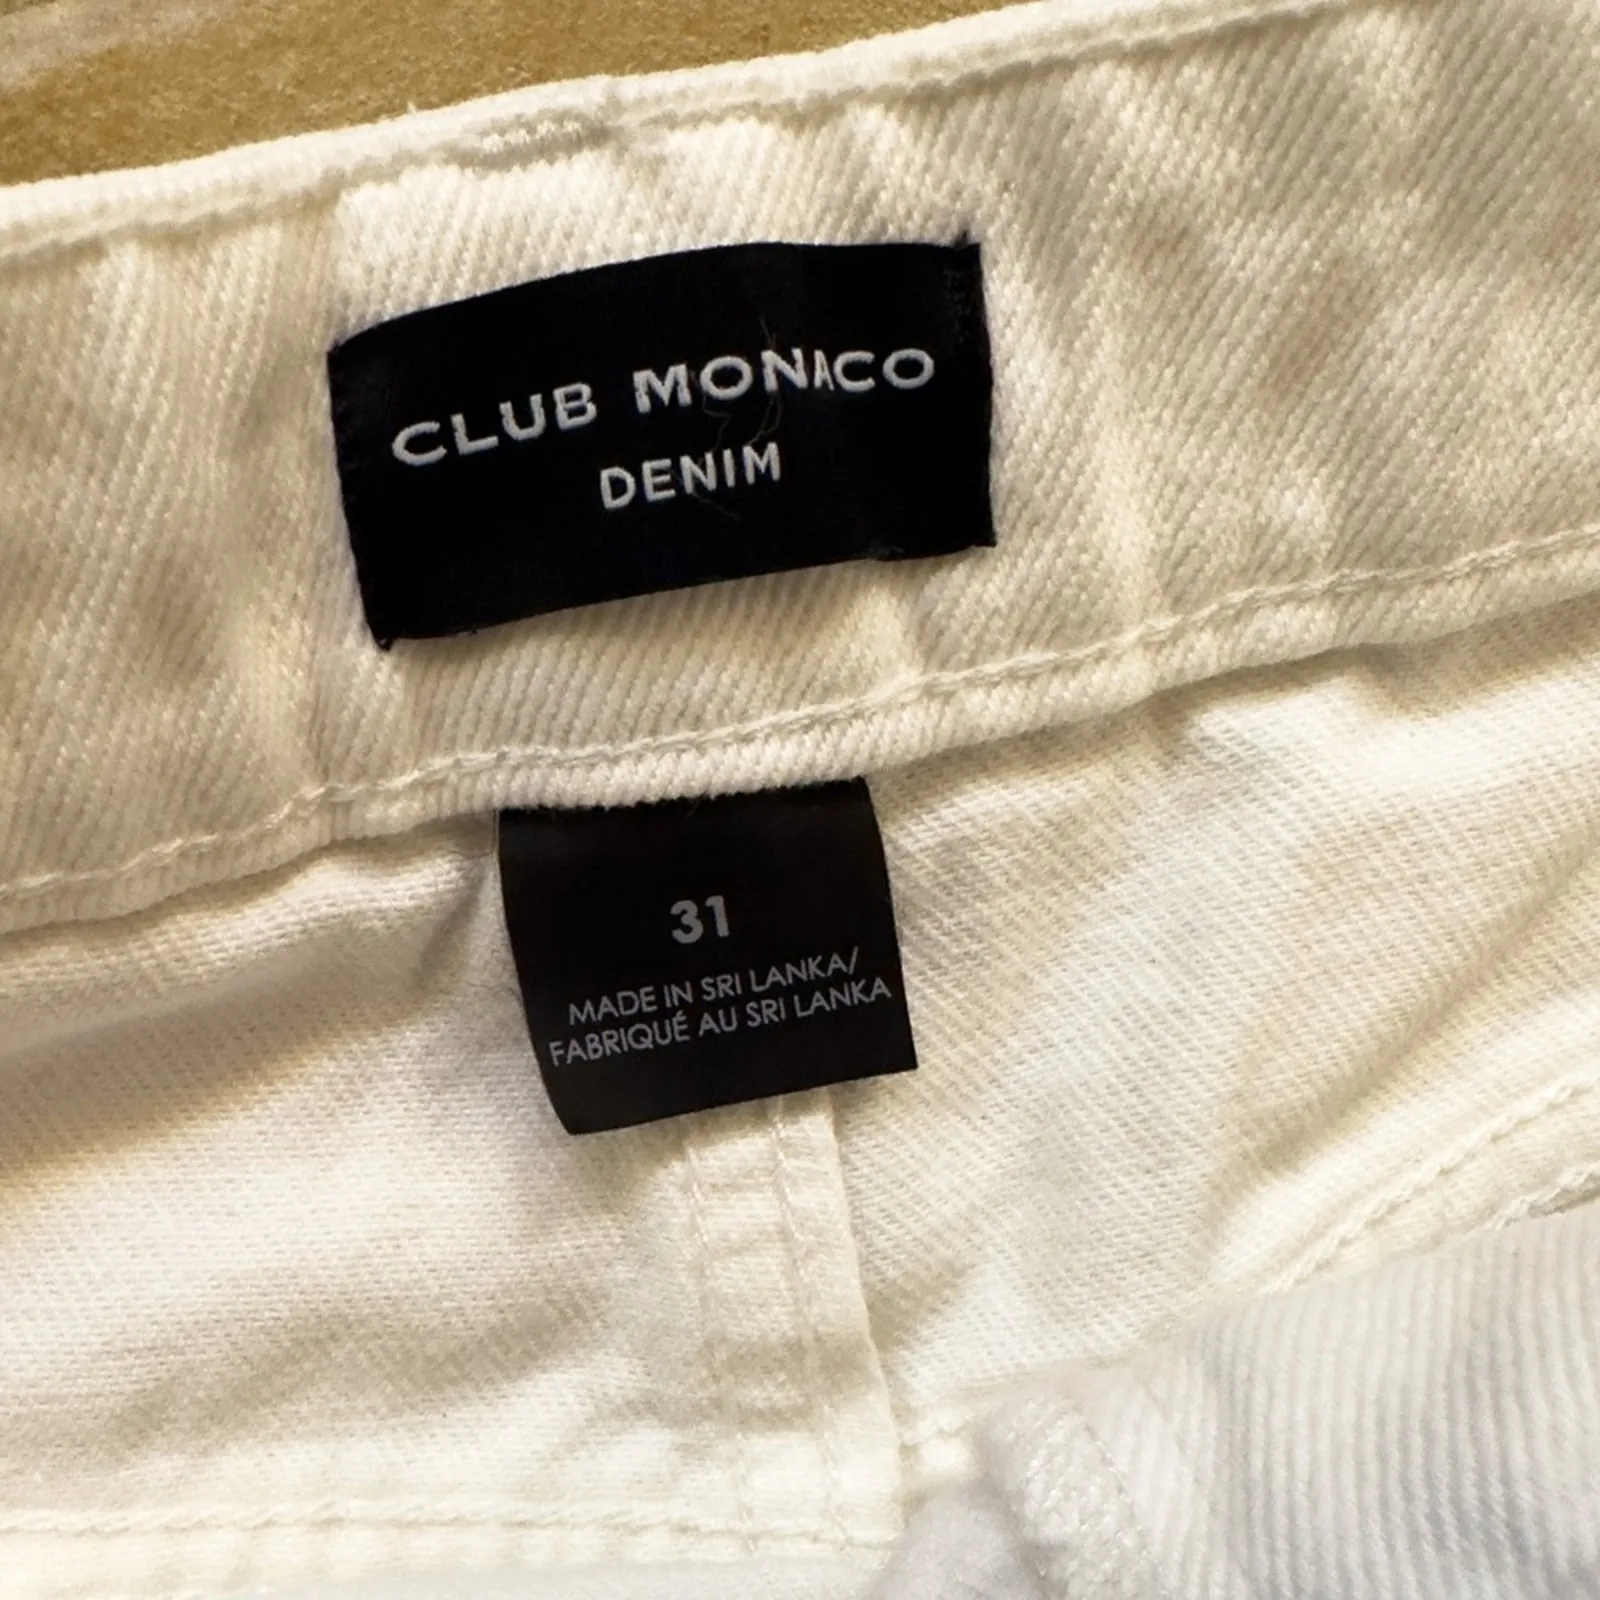 CLUB MONACO
DENIM
31
MADE IN SRI LANKA/
FABRIQUÉ AU SRI LANKA